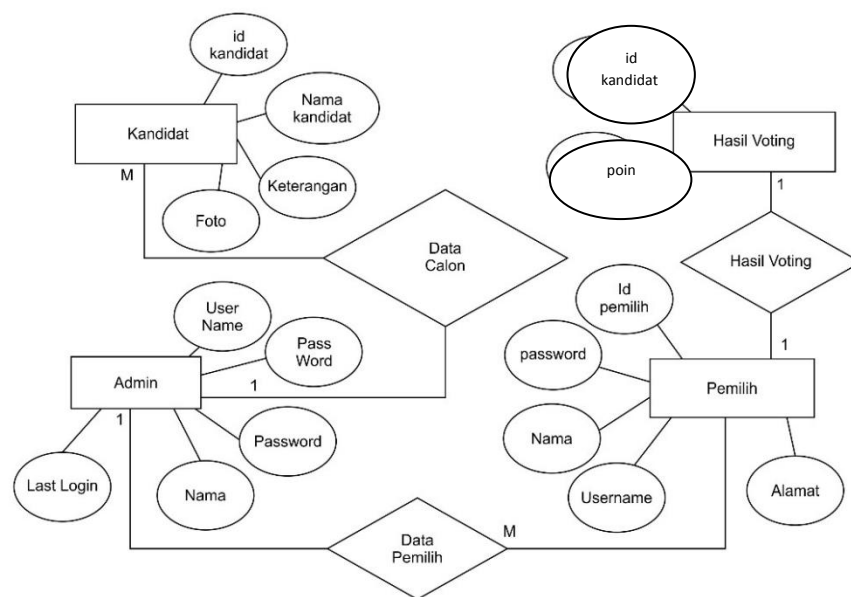 id
kandidat
Nama
kandidat
Kandidat
M
Keterangan
Foto
id
kandidat
Hasil Voting
poin
1
Data
Calon
Hasil Voting
User
Name
Pass
Word
Id
pemilih
password
1
Admin
1
1
Pemilih
Nama
Password
Last Login
Nama
Username
Alamat
Data
Pemilih
M